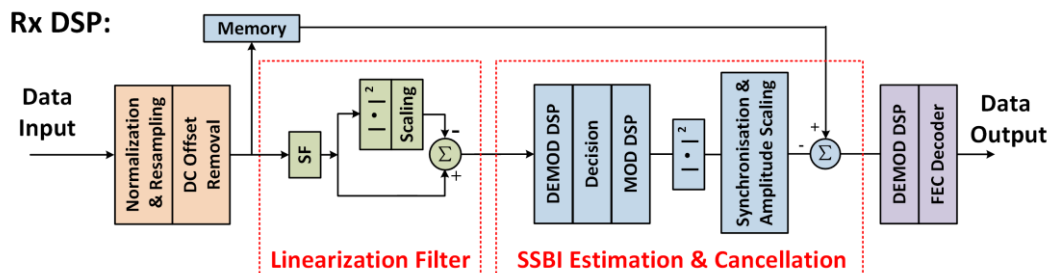 Rx DSP:
Memory
Data
Input
Normalization
& Resampling
DC Offset
Removal
SF
| • | ²
Scaling
-
Σ
+
Linearization Filter
DEMOD DSP
Decision
MOD DSP
| • | ²
Synchronisation &
Amplitude Scaling
+
-
Σ
SSBI Estimation & Cancellation
DEMOD DSP
FEC Decoder
Data
Output